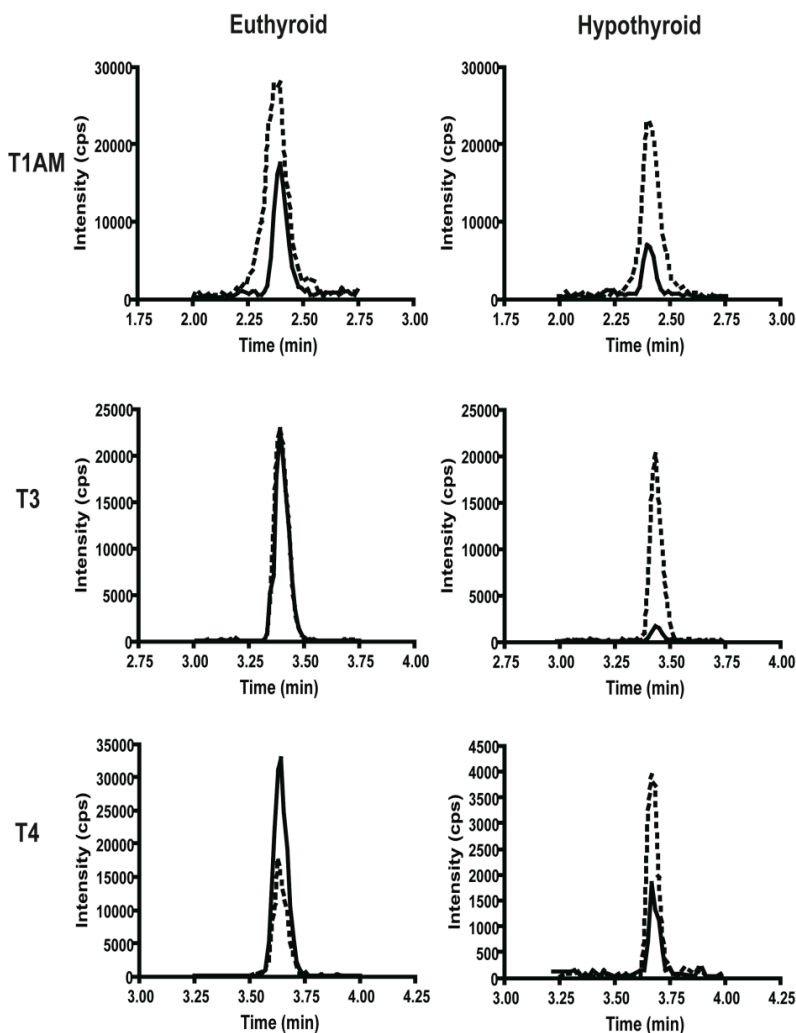 Euthyroid Hypothyroid
T1AM
Intensity (cps)
30000
20000
10000
0
1.75 2.00 2.25 2.50 2.75 3.00
Time (min)
Intensity (cps)
30000
20000
10000
0
1.75 2.00 2.25 2.50 2.75 3.00
Time (min)
T3
Intensity (cps)
25000
20000
15000
10000
5000
0
2.75 3.00 3.25 3.50 3.75 4.00
Time (min)
Intensity (cps)
25000
20000
15000
10000
5000
0
2.75 3.00 3.25 3.50 3.75 4.00
Time (min)
T4
Intensity (cps)
35000
30000
25000
20000
15000
10000
5000
0
3.00 3.25 3.50 3.75 4.00 4.25
Time (min)
Intensity (cps)
4500
4000
3500
3000
2500
2000
1500
1000
500
0
3.00 3.25 3.50 3.75 4.00 4.25
Time (min)